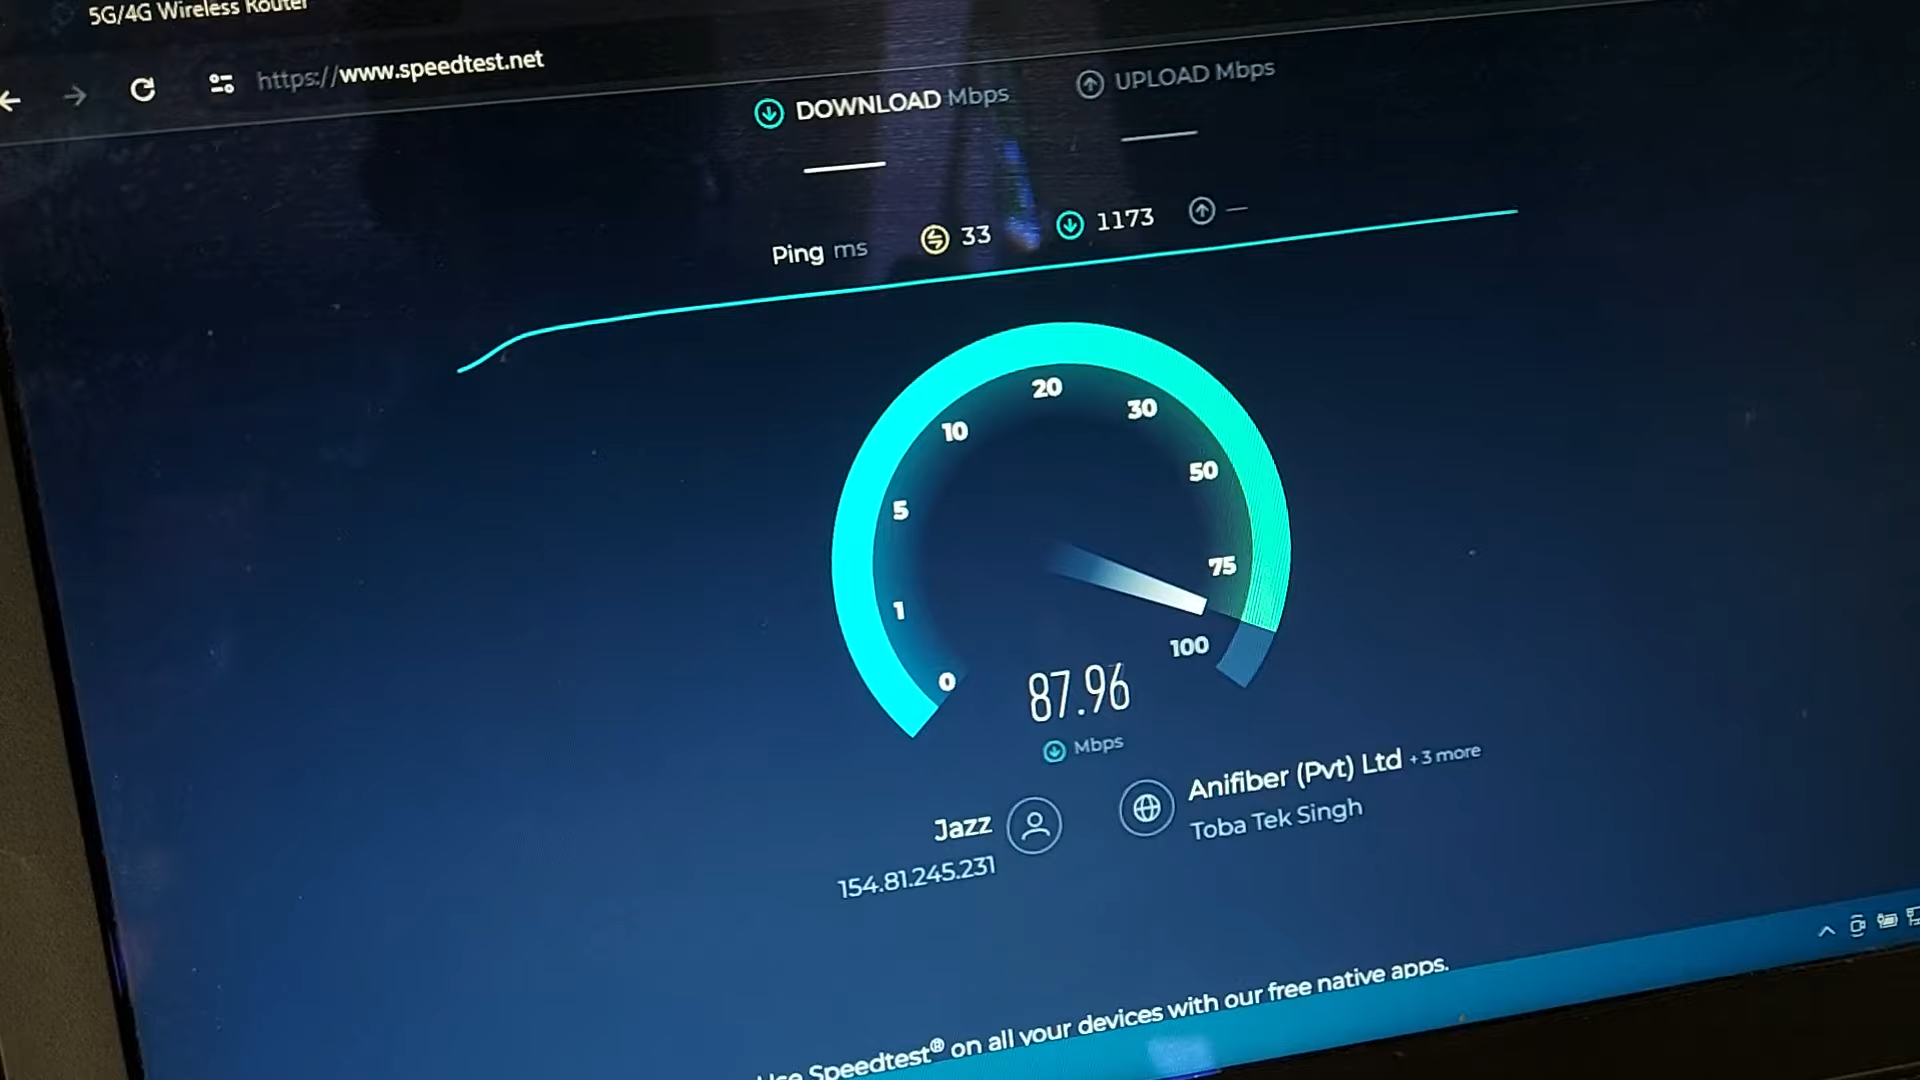 5G/4G Wireless Router
https://www.speedtest.net
DOWNLOAD Mbps
UPLOAD Mbps
Ping ms 33 1173 —
0
1
5
10
20
30
50
75
100
87.96
Mbps
Jazz
154.81.245.231
Anifiber (Pvt) Ltd + 3 more
Toba Tek Singh
Use Speedtest® on all your devices with our free native apps.